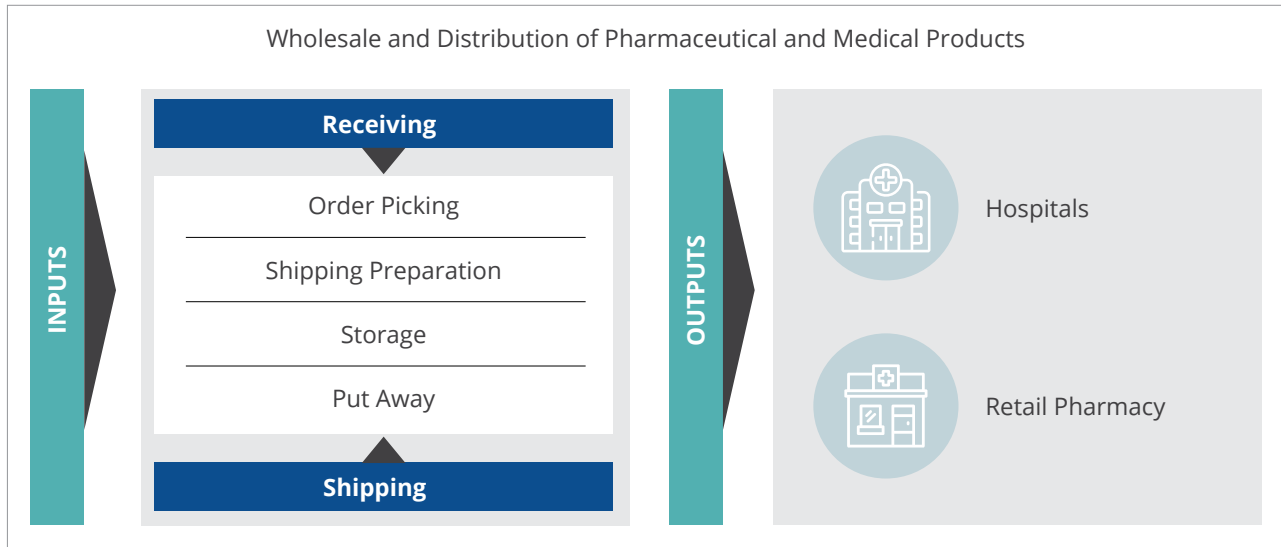 Wholesale and Distribution of Pharmaceutical and Medical Products
INPUTS
Receiving
Order Picking
Shipping Preparation
Storage
Put Away
Shipping
OUTPUTS
Hospitals
Retail Pharmacy